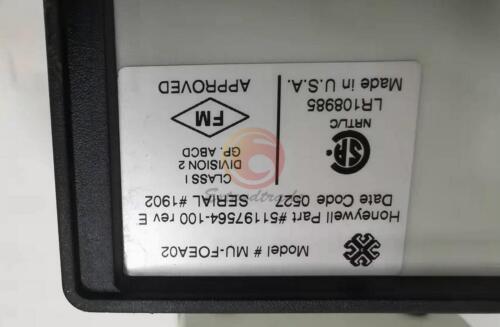 Model # MU-FOEA02
Honeywell Part #51197564-100 rev E
Date Code 0527 SERIAL #1902
CLASS I
DIVISION 2
GP. ABCD
FM
APPROVED
SA
NRTL/C
LR108985
Made in U.S.A.